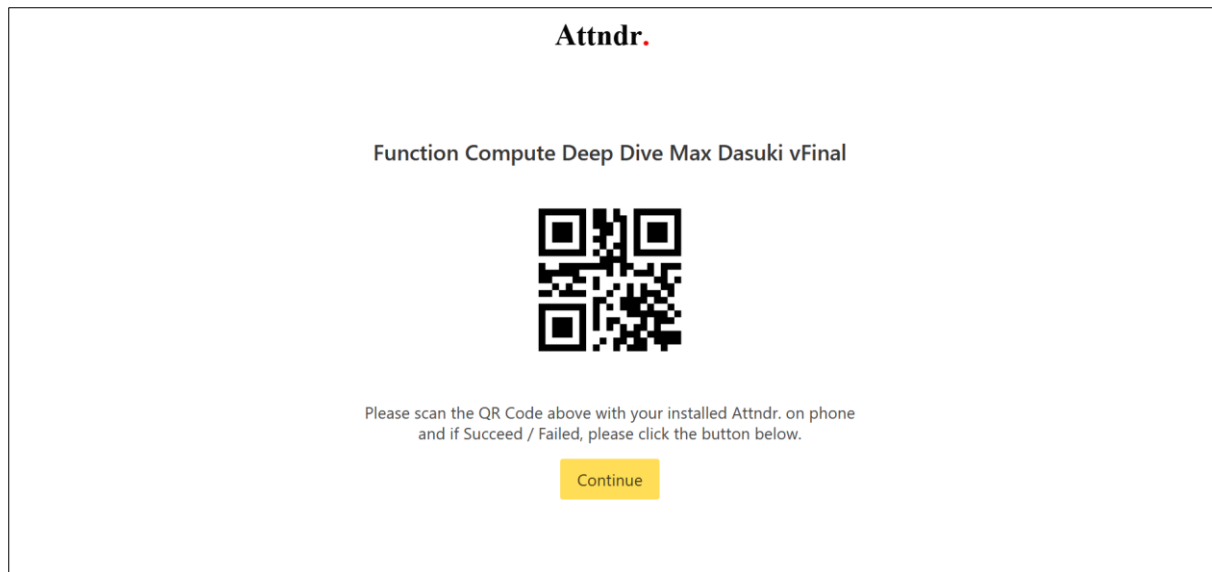 Attndr.
Function Compute Deep Dive Max Dasuki vFinal
Please scan the QR Code above with your installed Attndr. on phone
and if Succeed / Failed, please click the button below.
Continue